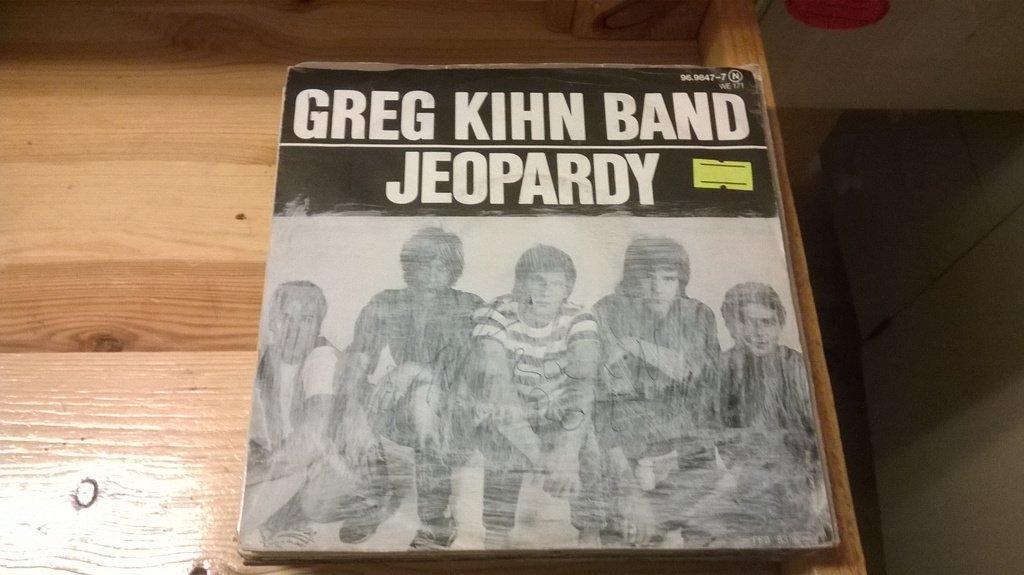 96.9847-7 N
WE 171
GREG KIHN BAND
JEOPARDY